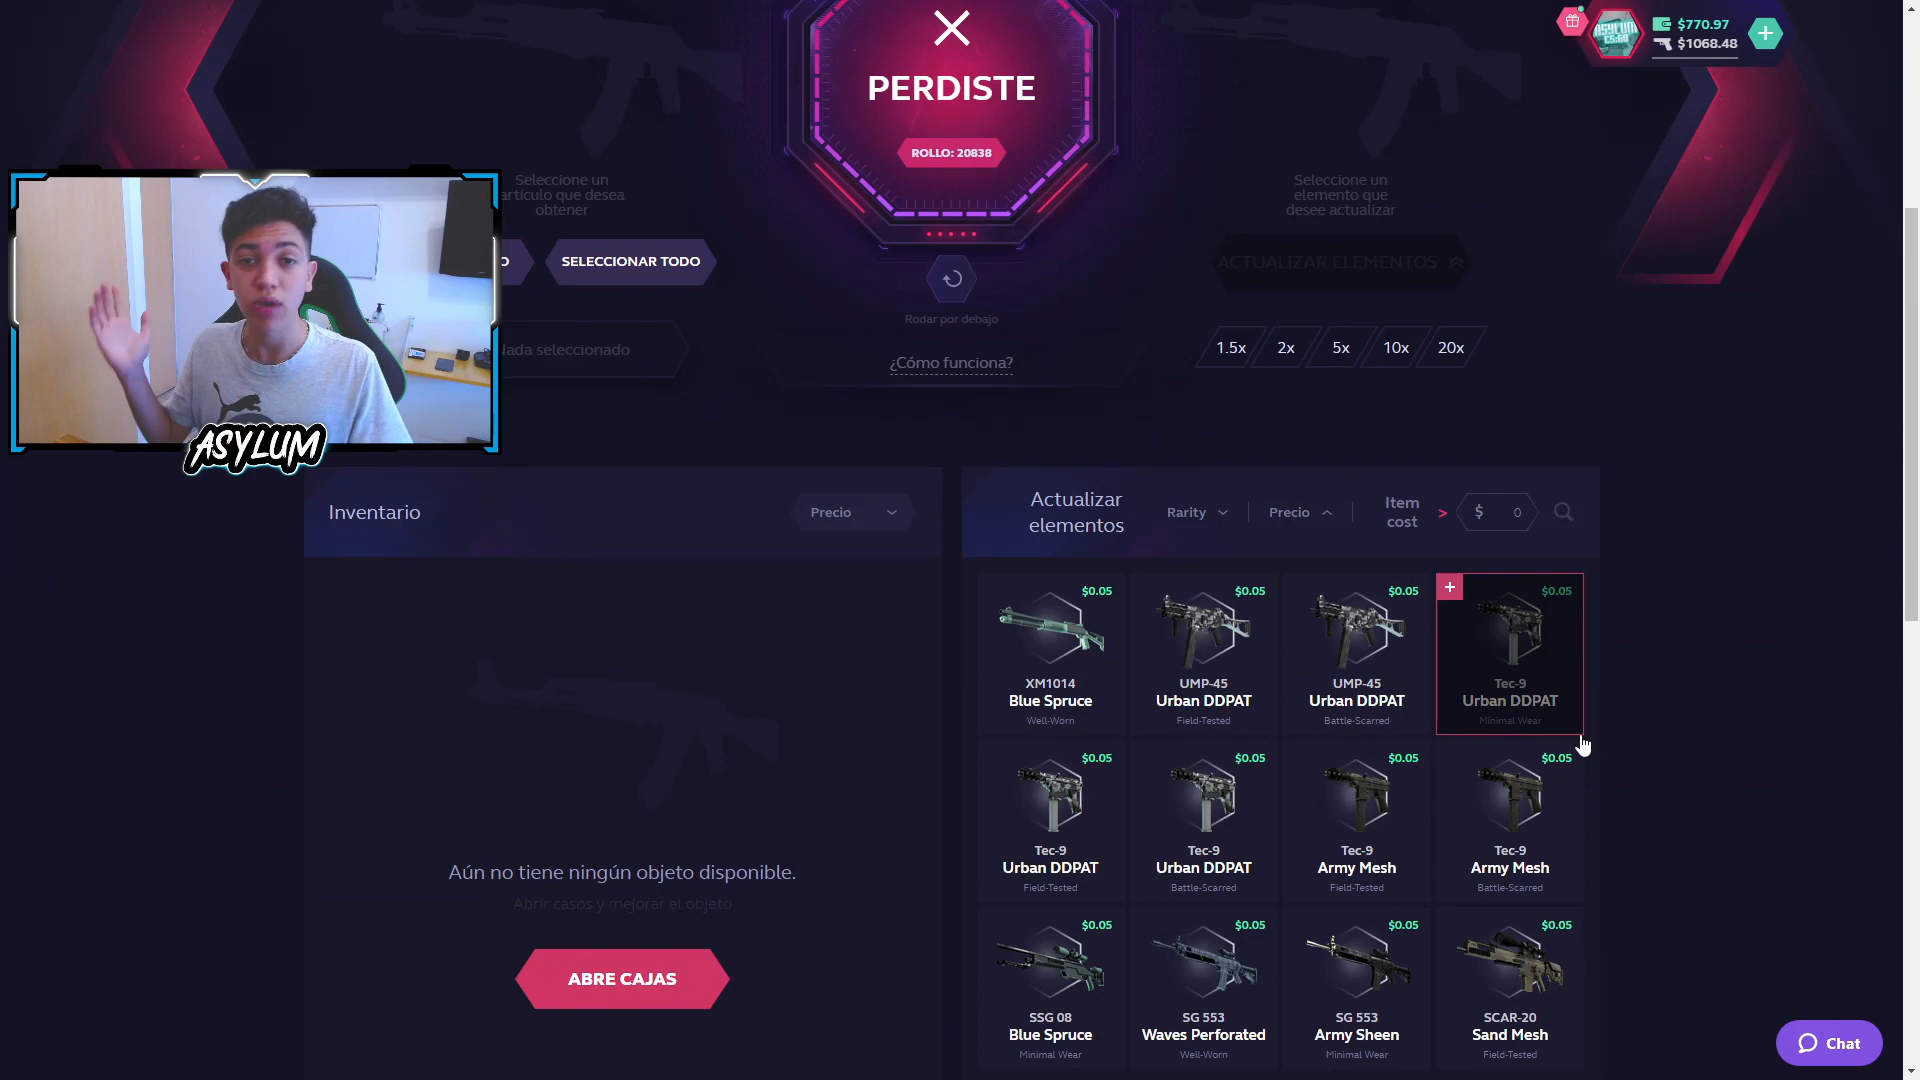 ASYLUM
CS:GO
$770.97
$1068.48
PERDISTE
ROLLO: 20838
Seleccione un
artículo que desea
obtener
Seleccione un
elemento que
desee actualizar
O
SELECCIONAR TODO
ACTUALIZAR ELEMENTOS
Rodar por debajo
Nada seleccionado
¿Cómo funciona?
1.5x
2x
5x
10x
20x
ASYLUM
Inventario
Precio
Actualizar
elementos
Rarity
Precio
Item
cost
>
$ 0
$0.05
XM1014
Blue Spruce
Well-Worn
$0.05
UMP-45
Urban DDPAT
Field-Tested
$0.05
UMP-45
Urban DDPAT
Battle-Scarred
+
$0.05
Tec-9
Urban DDPAT
Minimal Wear
$0.05
Tec-9
Urban DDPAT
Field-Tested
$0.05
Tec-9
Urban DDPAT
Battle-Scarred
$0.05
Tec-9
Army Mesh
Field-Tested
$0.05
Tec-9
Army Mesh
Battle-Scarred
$0.05
SSG 08
Blue Spruce
Minimal Wear
$0.05
SG 553
Waves Perforated
Well-Worn
$0.05
SG 553
Army Sheen
Minimal Wear
$0.05
SCAR-20
Sand Mesh
Field-Tested
Aún no tiene ningún objeto disponible.
Abrir casos y mejorar el objeto
ABRE CAJAS
Chat